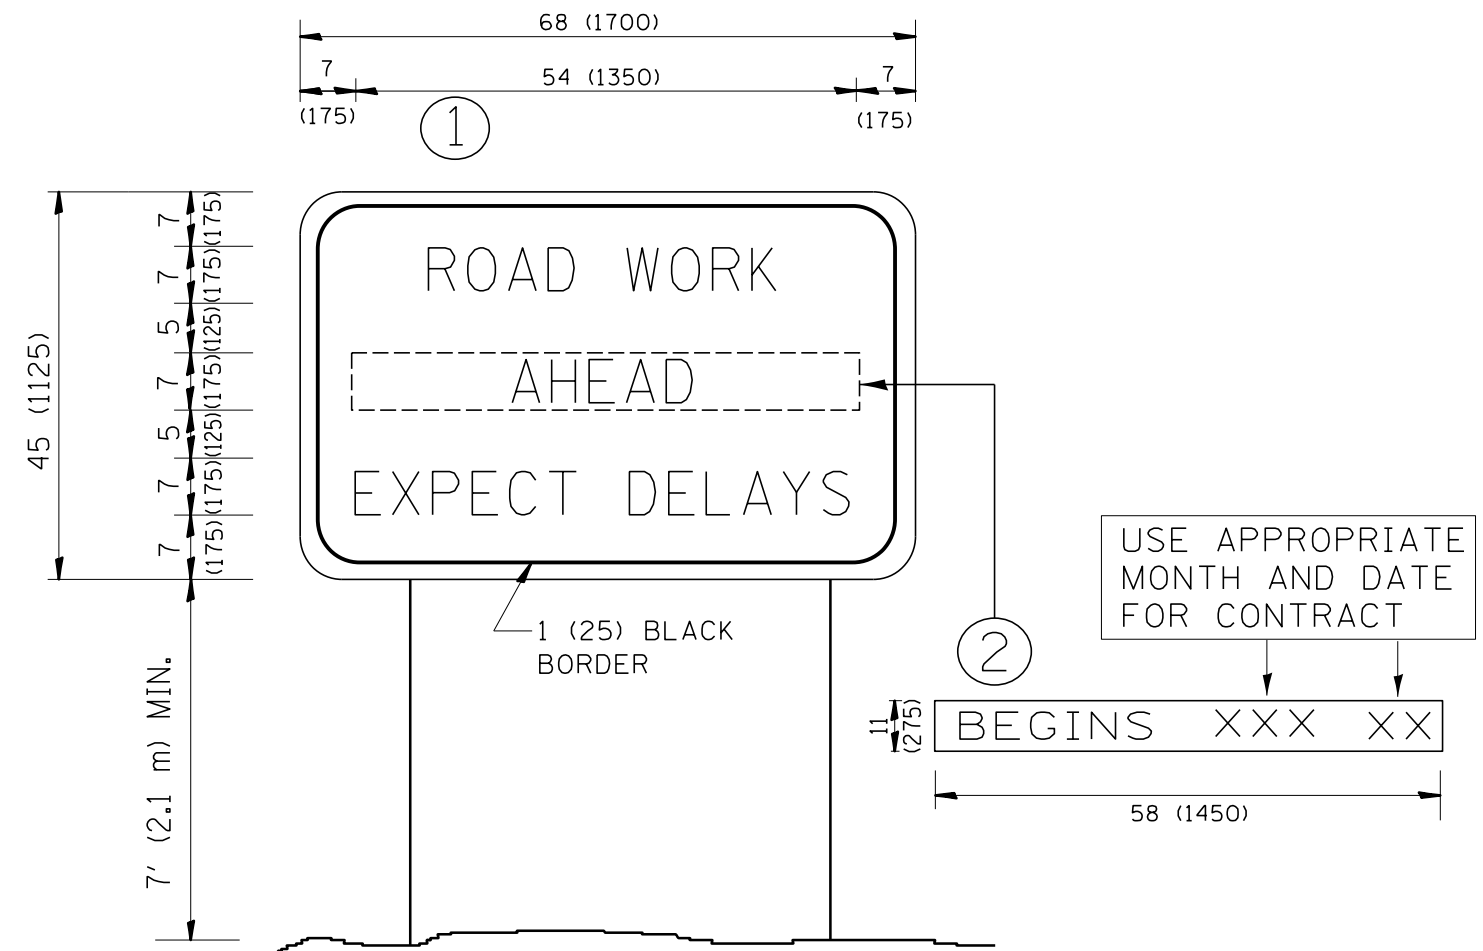 68 (1700)
7
54 (1350)
7
(175)
(175)
1
45 (1125)
7
(175)
7
(175)
5
(125)
7
(175)
5
(125)
7
(175)
7
(175)
ROAD WORK
AHEAD
EXPECT DELAYS
1 (25) BLACK
BORDER
7' (2.1 m) MIN.
USE APPROPRIATE
MONTH AND DATE
FOR CONTRACT
2
11
(275)
BEGINS XXX XX
58 (1450)